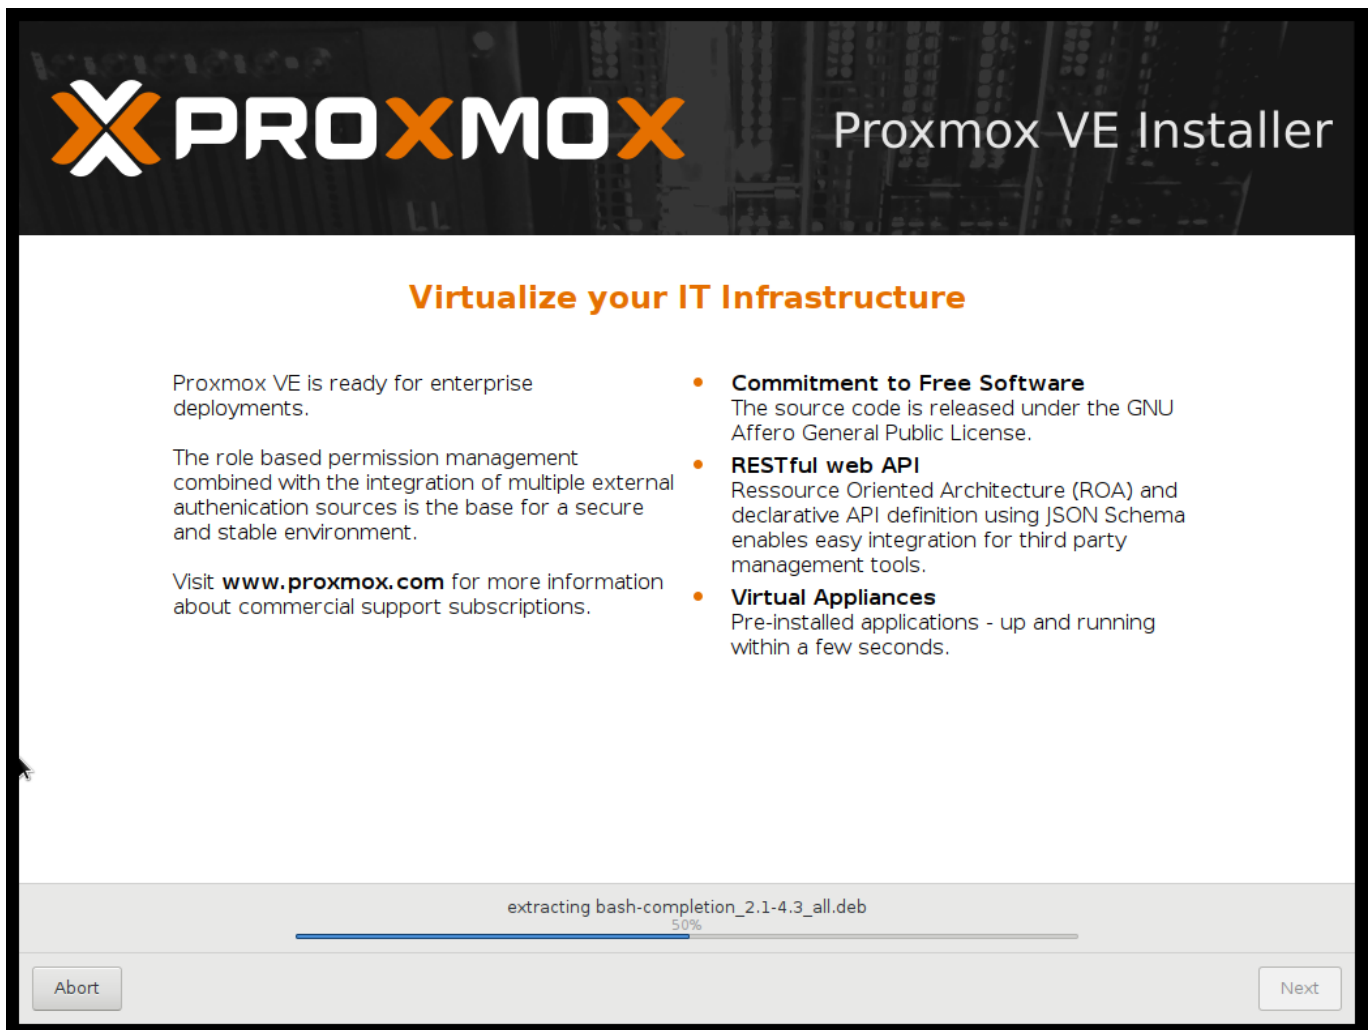 PROXMOX
Proxmox VE Installer
Virtualize your IT Infrastructure
Proxmox VE is ready for enterprise
deployments.
The role based permission management
combined with the integration of multiple external
authenication sources is the base for a secure
and stable environment.
Visit www.proxmox.com for more information
about commercial support subscriptions.
• Commitment to Free Software
The source code is released under the GNU
Affero General Public License.
• RESTful web API
Ressource Oriented Architecture (ROA) and
declarative API definition using JSON Schema
enables easy integration for third party
management tools.
• Virtual Appliances
Pre-installed applications - up and running
within a few seconds.
extracting bash-completion_2.1-4.3_all.deb
50%
Abort
Next